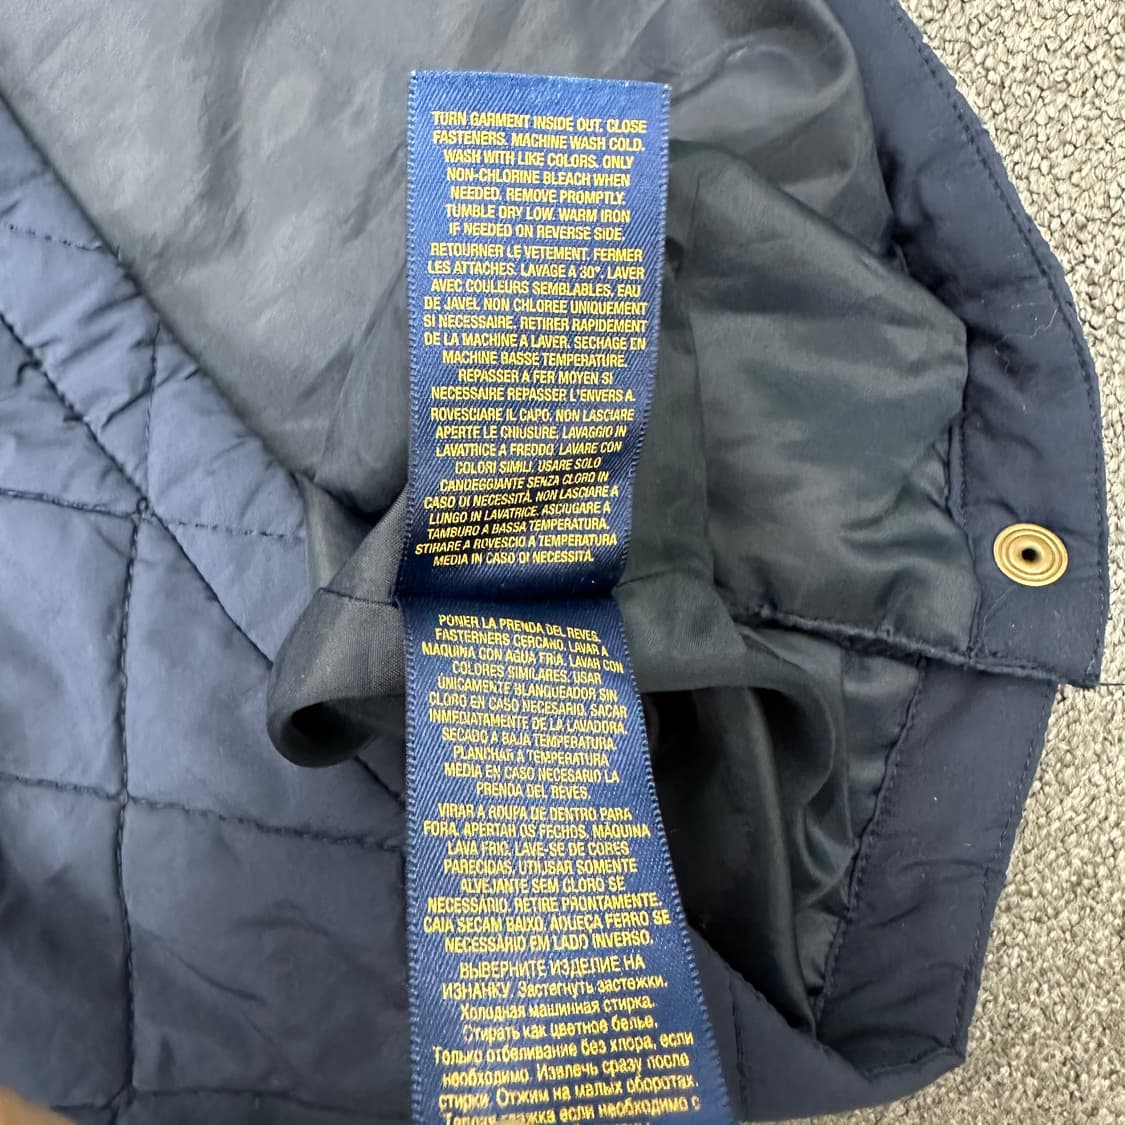 TURN GARMENT INSIDE OUT. CLOSE
FASTENERS. MACHINE WASH COLD.
WASH WITH LIKE COLORS. ONLY
NON-CHLORINE BLEACH WHEN
NEEDED. REMOVE PROMPTLY.
TUMBLE DRY LOW. WARM IRON
IF NEEDED ON REVERSE SIDE.
RETOURNER LE VETEMENT. FERMER
LES ATTACHES. LAVAGE A 30°. LAVER
AVEC COULEURS SEMBLABLES. EAU
DE JAVEL NON CHLOREE UNIQUEMENT
SI NECESSAIRE. RETIRER RAPIDEMENT
DE LA MACHINE A LAVER. SECHAGE EN
MACHINE BASSE TEMPERATURE.
REPASSER A FER MOYEN SI
NECESSAIRE REPASSER L'ENVERS A.
ROVESCIARE IL CAPO. NON LASCIARE
APERTE LE CHIUSURE. LAVAGGIO IN
LAVATRICE A FREDDO. LAVARE CON
COLORI SIMILI. USARE SOLO
CANDEGGIANTE SENZA CLORO IN
CASO DI NECESSITÀ. NON LASCIARE A
LUNGO IN LAVATRICE. ASCIUGARE A
TAMBURO A BASSA TEMPERATURA.
STIRARE A ROVESCIO A TEMPERATURA
MEDIA IN CASO DI NECESSITÀ.
PONER LA PRENDA DEL REVES.
FASTERNERS CERCANO. LAVAR A
MAQUINA CON AGUA FRIA. LAVAR CON
COLORES SIMILARES. USAR
ÚNICAMENTE BLANQUEADOR SIN
CLORO EN CASO NECESARIO. SACAR
INMEDIATAMENTE DE LA LAVADORA.
SECADO A BAJA TEMPERATURA.
PLANCHAR A TEMPERATURA
MEDIA EN CASO NECESARIO LA
PRENDA DEL REVES.
VIRAR A ROUPA DE DENTRO PARA
FORA. APERTAR OS FECHOS. MÁQUINA
LAVA FRIO. LAVE-SE DE CORES
PARECIDAS. UTILISAR SOMENTE
ALVEJANTE SEM CLORO SE
NECESSÁRIO. RETIRE PRONTAMENTE.
CAIA SECAM BAIXO. AQUEÇA FERRO SE
NECESSÁRIO EM LADO INVERSO.
ВЫВЕРНИТЕ ИЗДЕЛИЕ НА
ИЗНАНКУ. Застегнуть застежки.
Холодная машинная стирка.
Стирать как цветное белье.
Только отбеливание без хлора, если
необходимо. Извлечь сразу после
стирки. Отжим на малых оборотах.
Теплая глажка если необходимо с